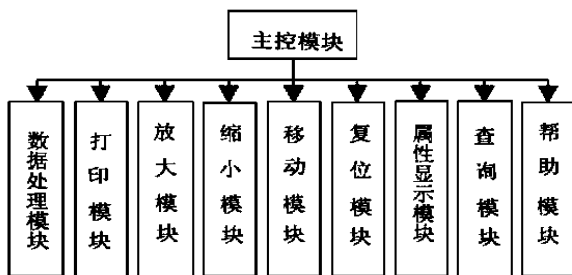 主控模块
数据处理模块
打印模块
放大模块
缩小模块
移动模块
复位模块
属性显示模块
查询模块
帮助模块